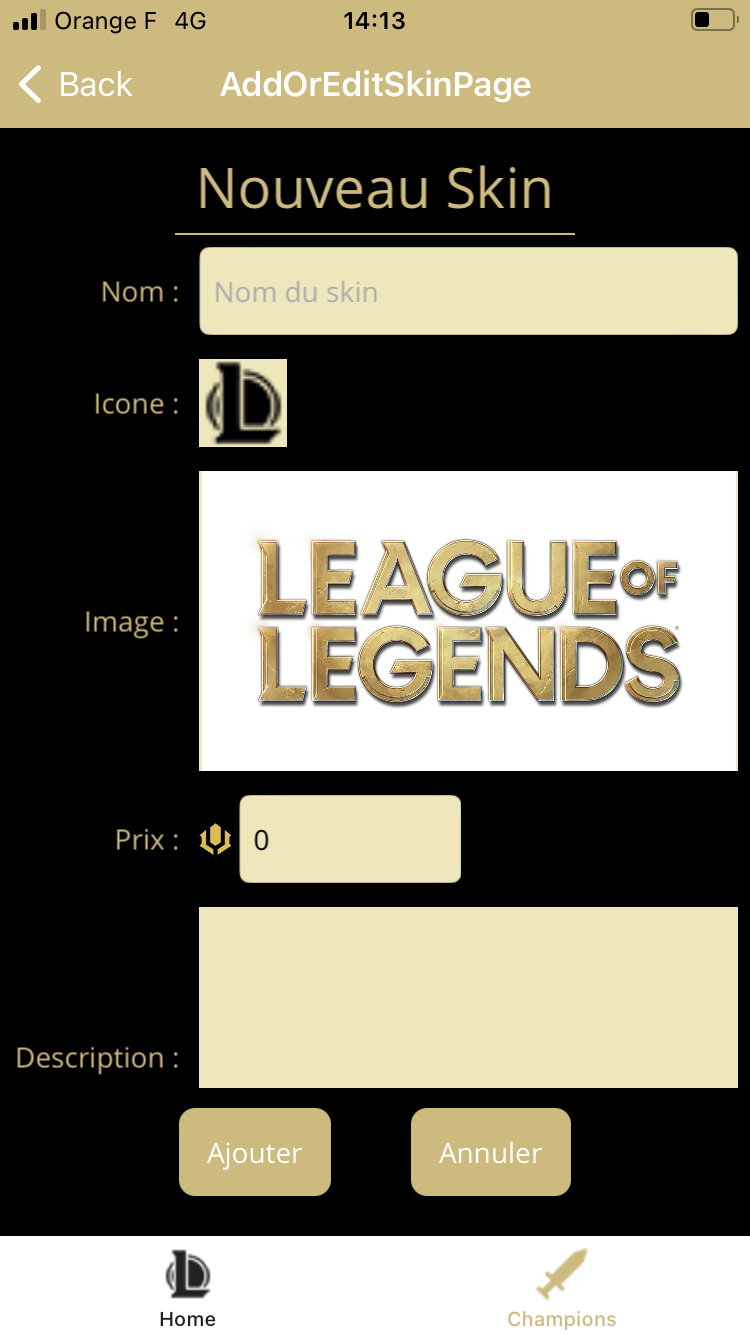 Orange F 4G 14:13
Back AddOrEditSkinPage
Nouveau Skin
Nom : Nom du skin
Icone :
LEAGUE OF
LEGENDS
Image :
Prix : 0
Description :
Ajouter Annuler
Home Champions